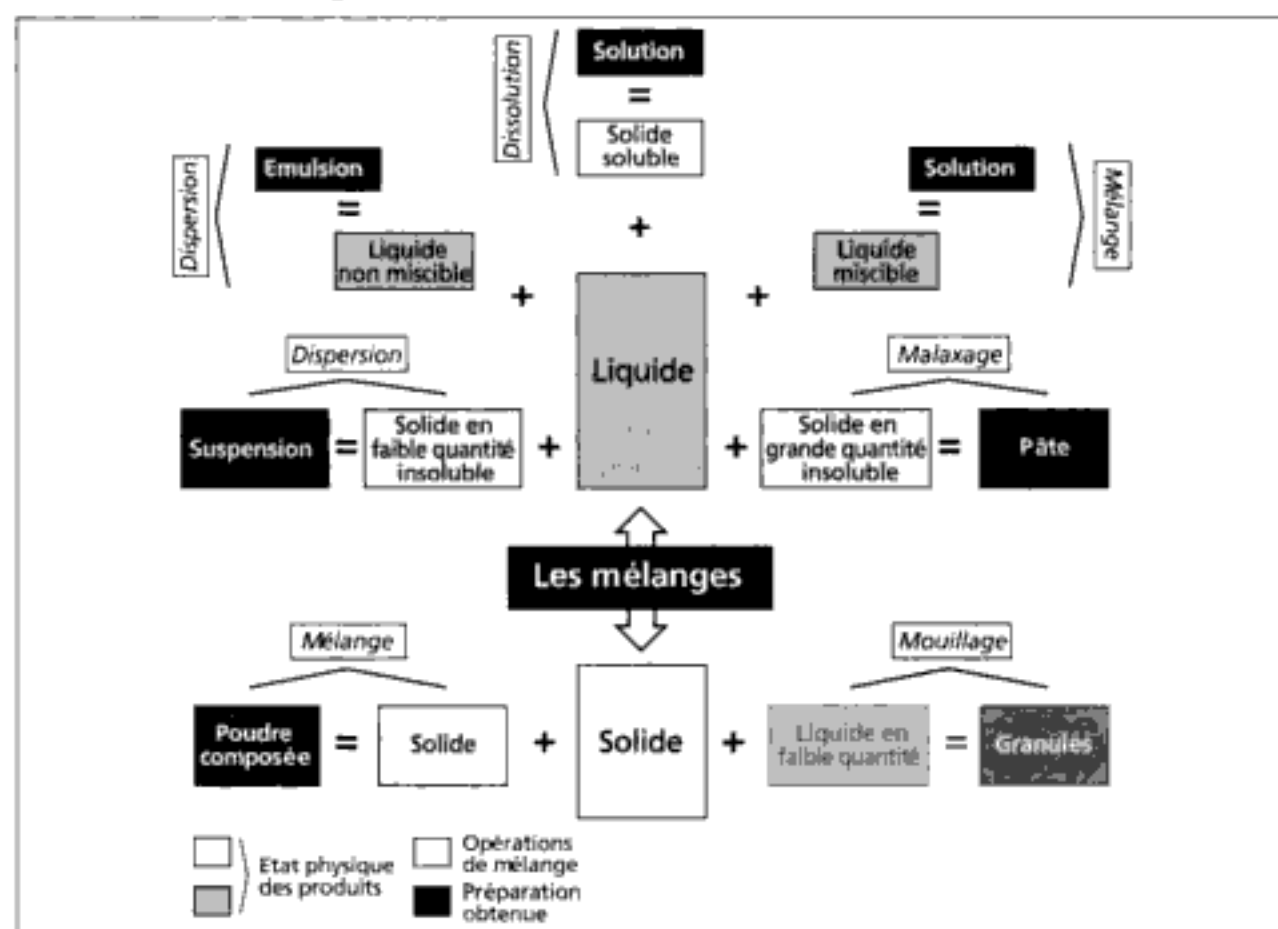 Dissolution
Solution
=
Solide
soluble
Dispersion
Emulsion
=
Liquide
non miscible
+
+
Solution
=
Liquide
miscible
Mélange
+
Liquide
Dispersion
Suspension = Solide en
faible quantité
insoluble
+
Malaxage
+
Solide en
grande quantité
insoluble
= Pâte
Les mélanges
Mélange
Poudre
composée
= Solide + Solide +
Mouillage
Liquide en
faible quantité
= Granulés
Etat physique
des produits
Opérations
de mélange
Préparation
obtenue